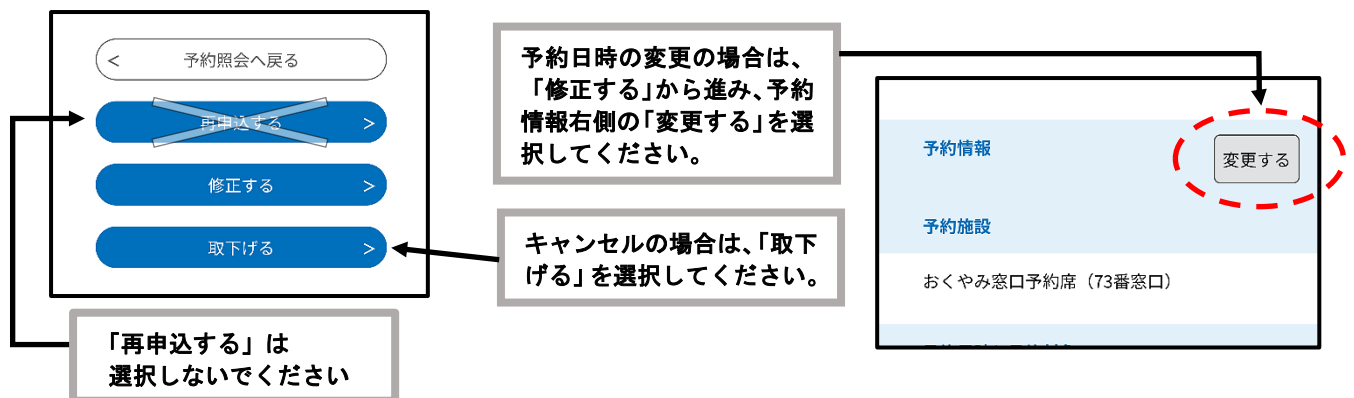 < 予約照会へ戻る
再申込する >
修正する >
取下げる >
「再申込する」は
選択しないでください
予約日時の変更の場合は、
「修正する」から進み、予約
情報右側の「変更する」を選
択してください。
キャンセルの場合は、「取下
げる」を選択してください。
予約情報
変更する
予約施設
おくやみ窓口予約席（73番窓口）